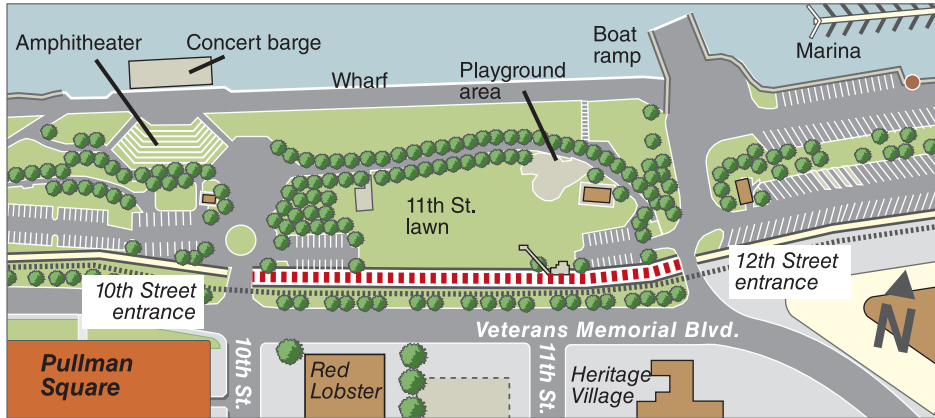 Amphitheater
Concert barge
Wharf
Playground
area
Boat
ramp
Marina
11th St.
lawn
10th Street
entrance
12th Street
entrance
Veterans Memorial Blvd.
N
Pullman
Square
10th St.
Red
Lobster
11th St.
Heritage
Village